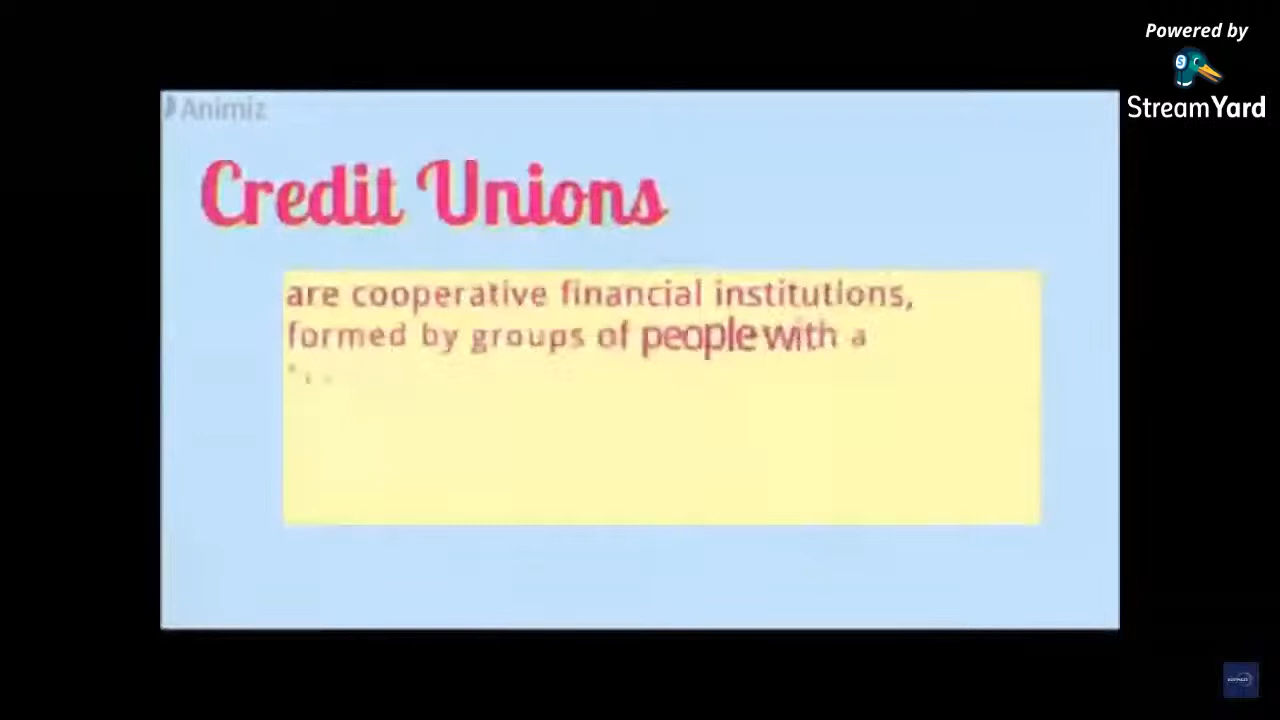 Powered by
StreamYard
Animiz
Credit Unions
are cooperative financial institutions,
formed by groups of people with a